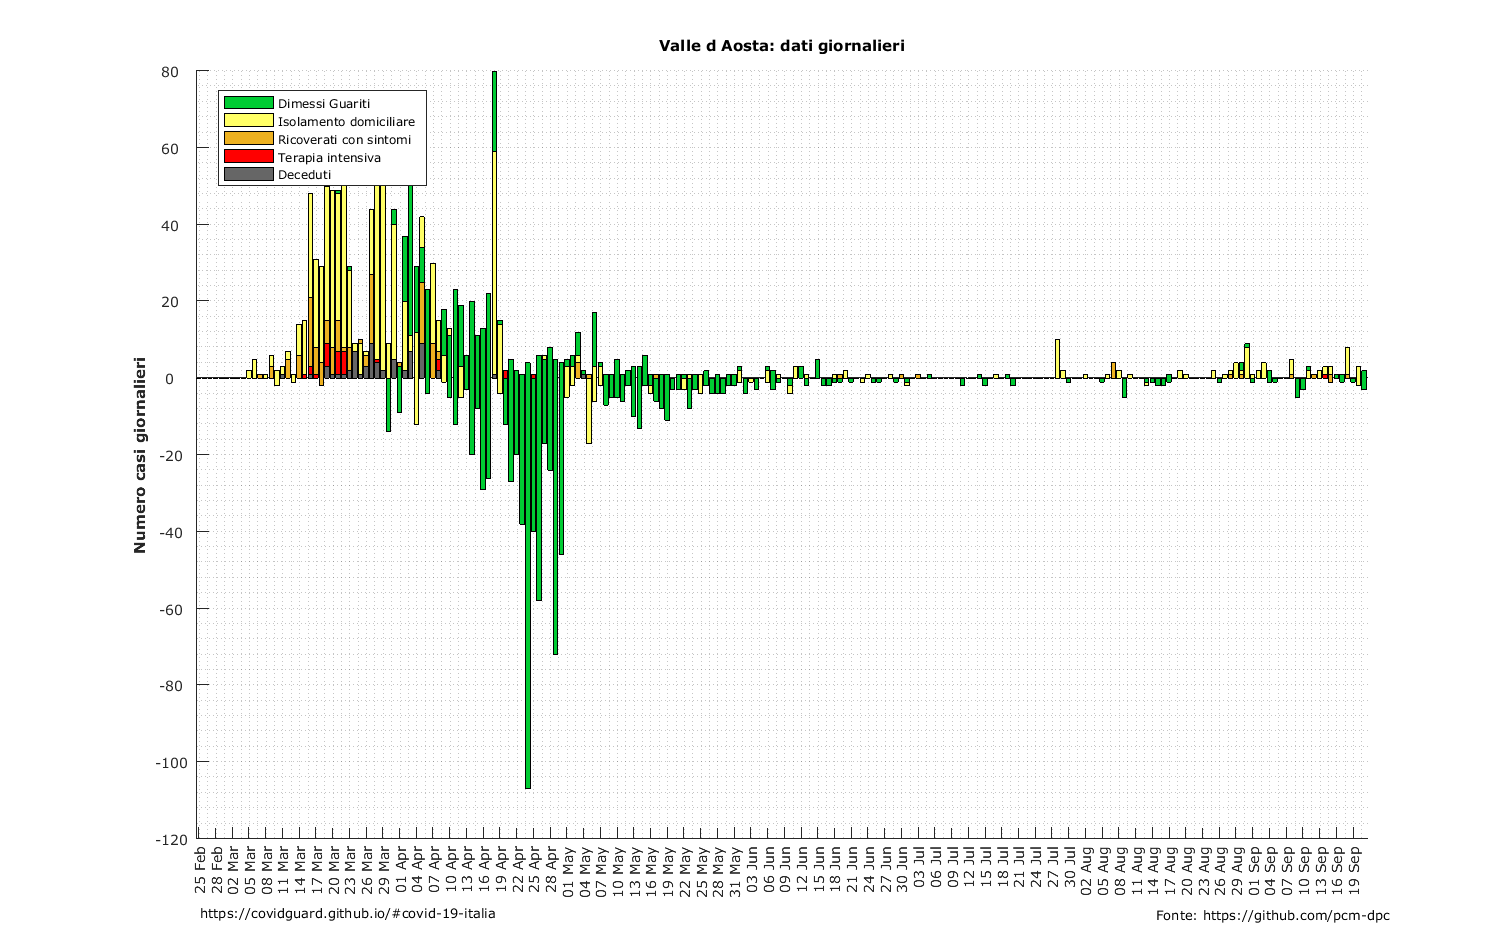 Valle d Aosta: dati giornalieri
80
60
40
20
0
-20
-40
-60
-80
-100
-120
Numero casi giornalieri
Dimessi Guariti
Isolamento domiciliare
Ricoverati con sintomi
Terapia intensiva
Deceduti
25 Feb
28 Feb
02 Mar
05 Mar
08 Mar
11 Mar
14 Mar
17 Mar
20 Mar
23 Mar
26 Mar
29 Mar
01 Apr
04 Apr
07 Apr
10 Apr
13 Apr
16 Apr
19 Apr
22 Apr
25 Apr
28 Apr
01 May
04 May
07 May
10 May
13 May
16 May
19 May
22 May
25 May
28 May
31 May
03 Jun
06 Jun
09 Jun
12 Jun
15 Jun
18 Jun
21 Jun
24 Jun
27 Jun
30 Jun
03 Jul
06 Jul
09 Jul
12 Jul
15 Jul
18 Jul
21 Jul
24 Jul
27 Jul
30 Jul
02 Aug
05 Aug
08 Aug
11 Aug
14 Aug
17 Aug
20 Aug
23 Aug
26 Aug
29 Aug
01 Sep
04 Sep
07 Sep
10 Sep
13 Sep
16 Sep
19 Sep
https://covidguard.github.io/#covid-19-italia
Fonte: https://github.com/pcm-dpc